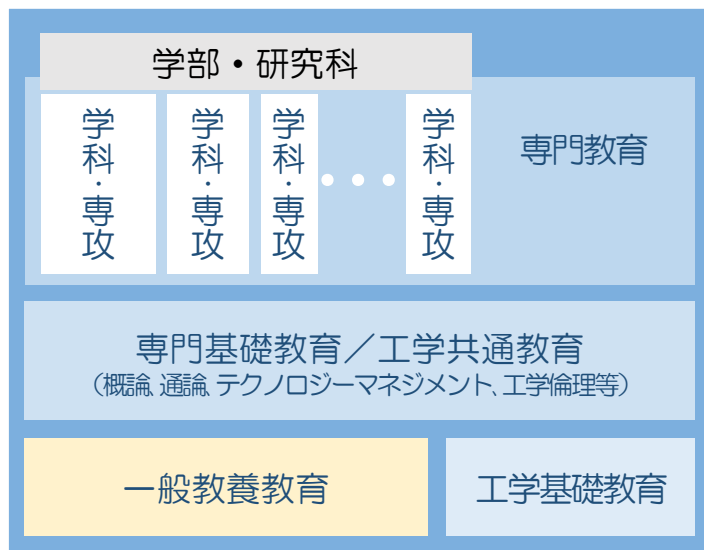 学部・研究科
学科・専攻
学科・専攻
学科・専攻
・・・
学科・専攻
専門教育
専門基礎教育／工学共通教育
（概論、通論、テクノロジーマネジメント、工学倫理等）
一般教養教育
工学基礎教育